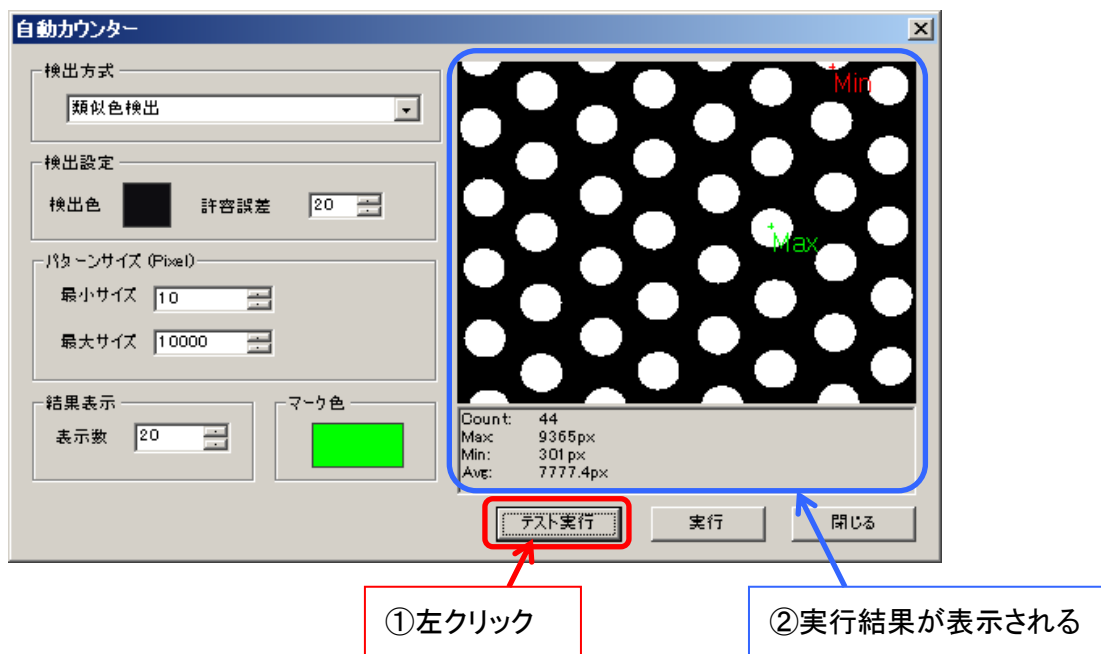 自動カウンター
検出方式
類似色検出
検出設定
検出色
許容誤差
20
パターンサイズ (Pixel)
最小サイズ
10
最大サイズ
10000
結果表示
表示数
20
マーク色
Min
Max
Count: 44
Max: 9365px
Min: 301px
Avg: 7777.4px
テスト実行
実行
閉じる
①左クリック
②実行結果が表示される